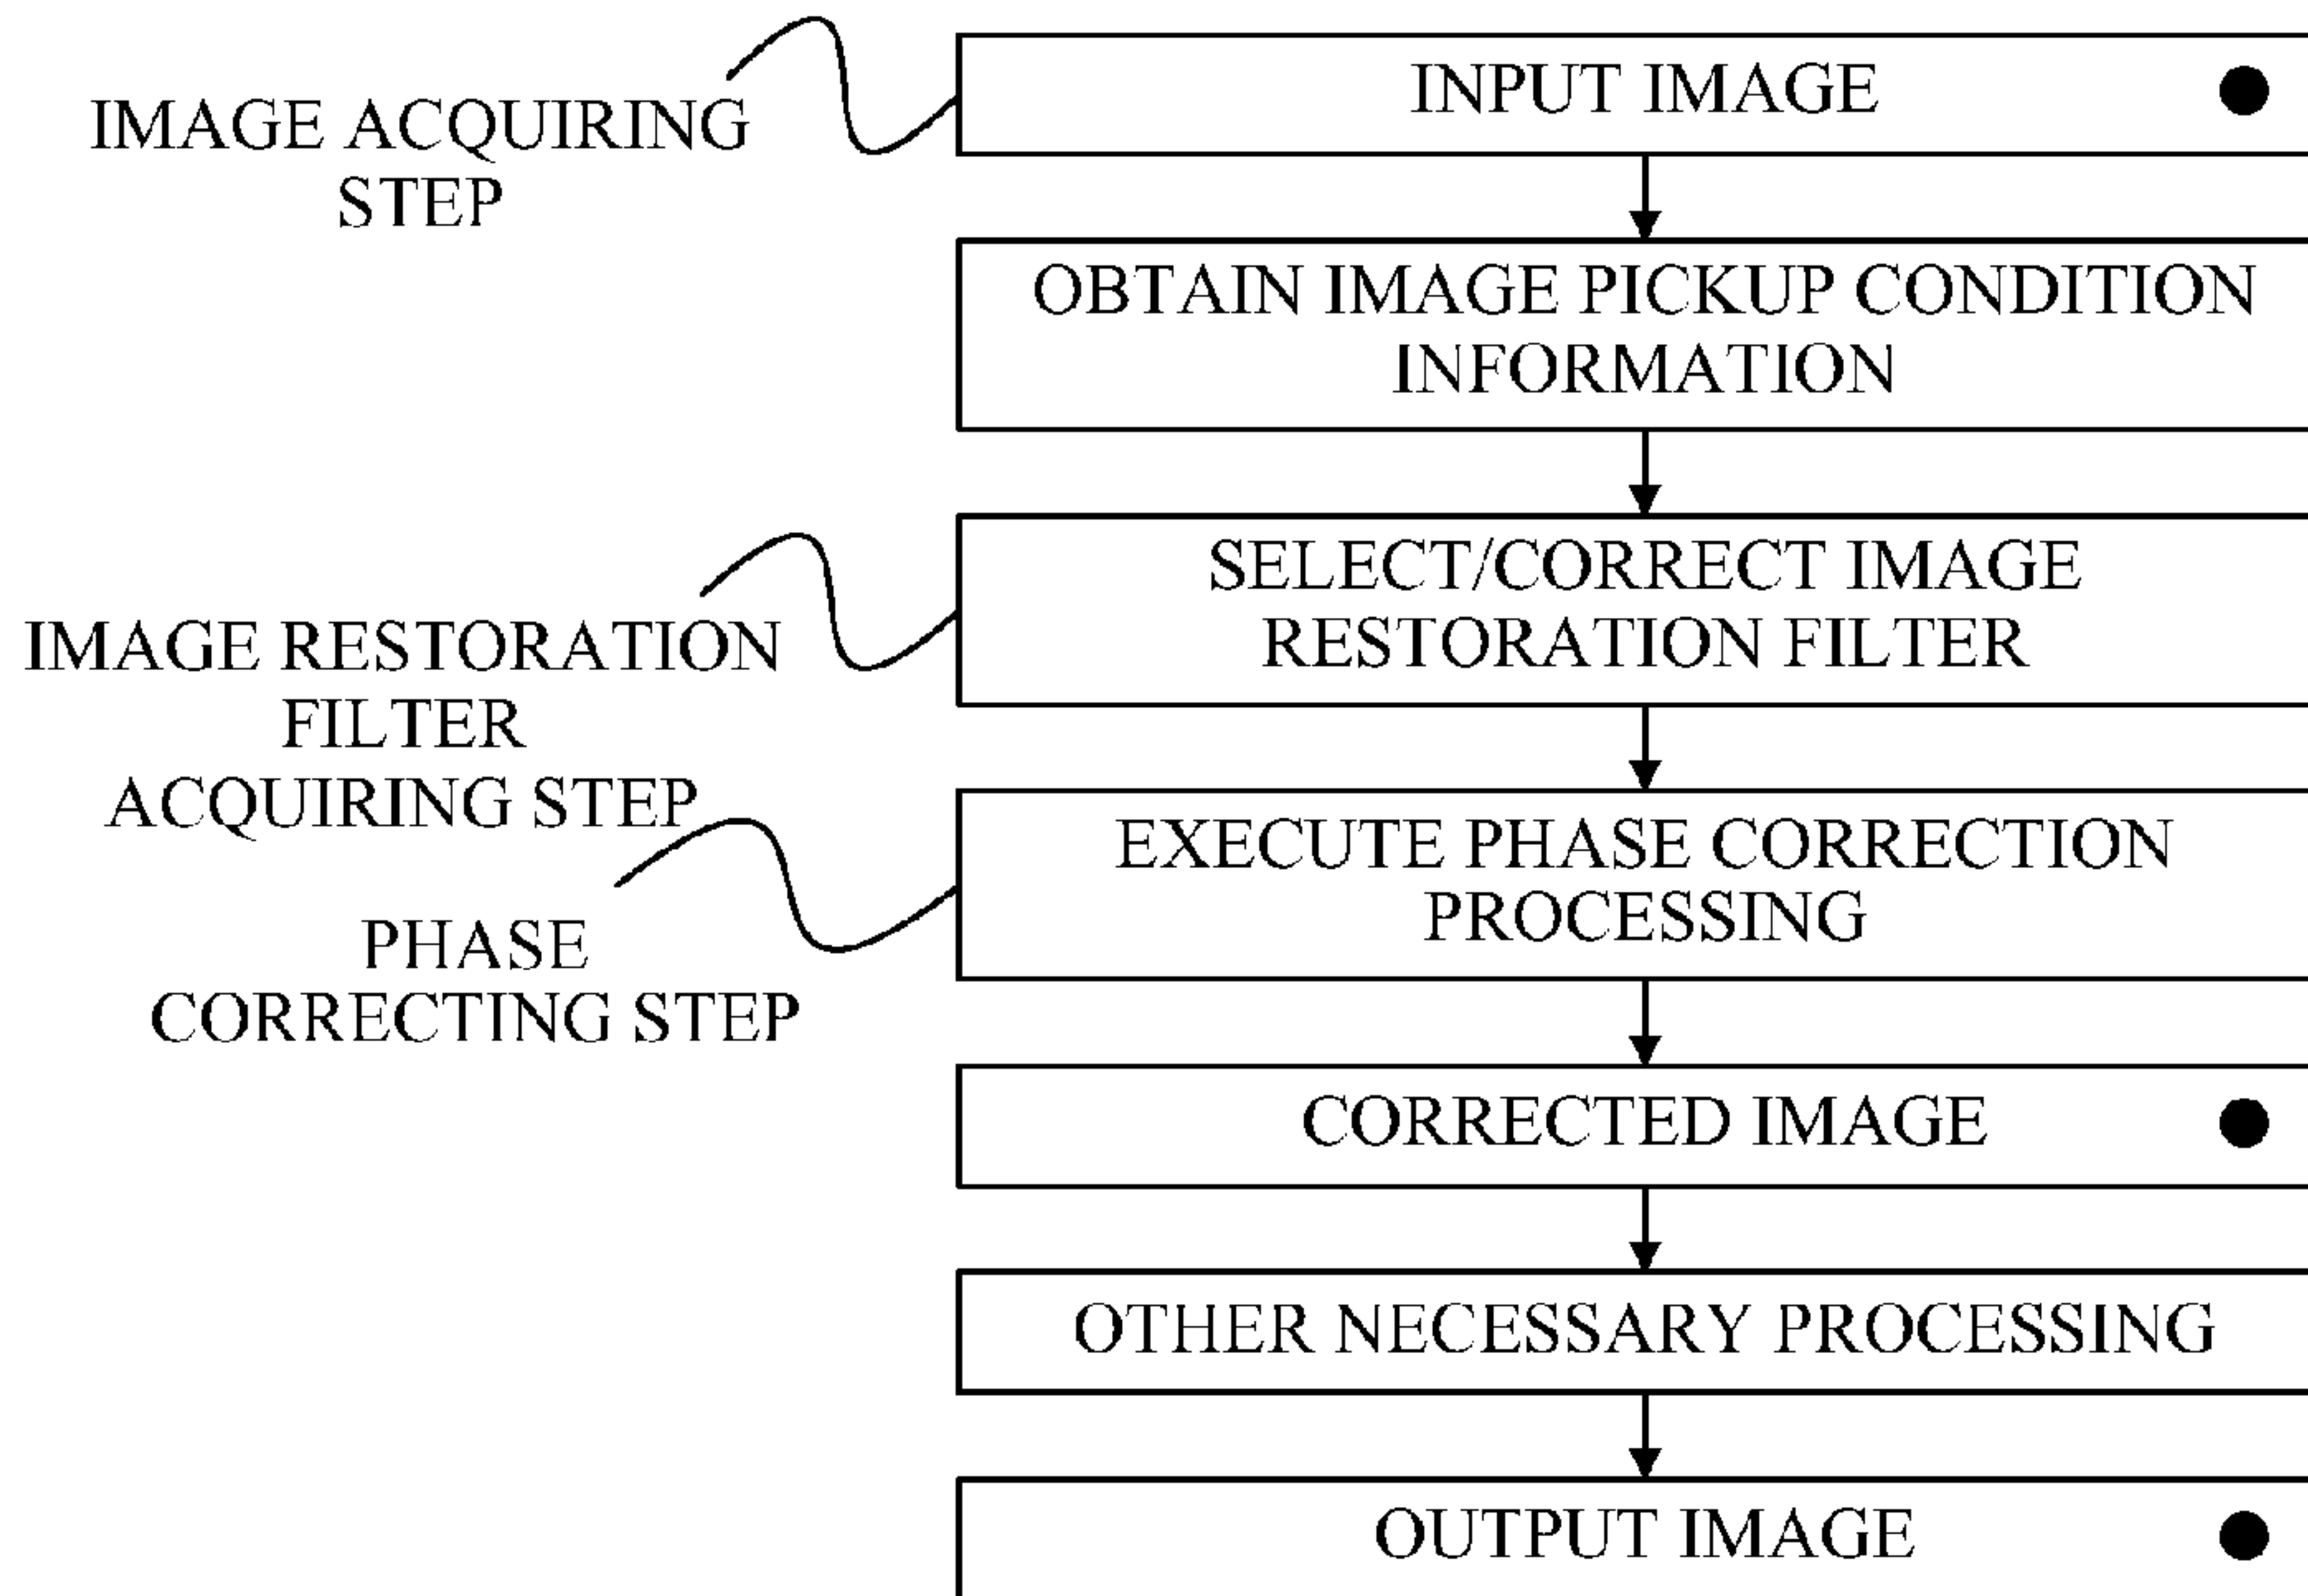 INPUT IMAGE
IMAGE ACQUIRING
STEP
OBTAIN IMAGE PICKUP CONDITION
INFORMATION
SELECT/CORRECT IMAGE
RESTORATION FILTER
IMAGE RESTORATION
FILTER
ACQUIRING STEP
EXECUTE PHASE CORRECTION
PROCESSING
PHASE
CORRECTING STEP
CORRECTED IMAGE
OTHER NECESSARY PROCESSING
OUTPUT IMAGE